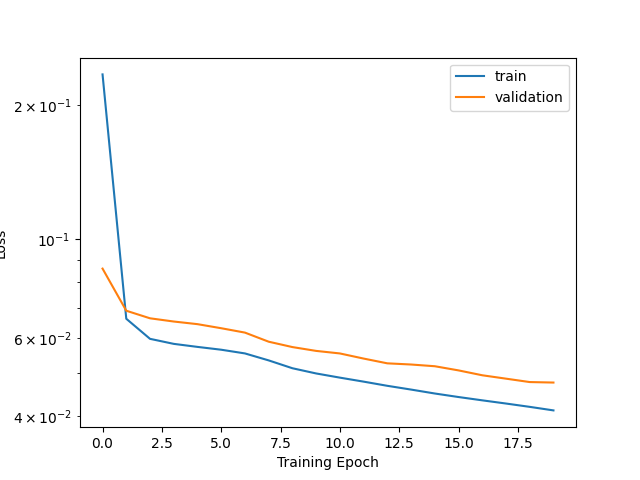 train
validation
2 × 10⁻¹
10⁻¹
6 × 10⁻²
4 × 10⁻²
Loss
0.0 2.5 5.0 7.5 10.0 12.5 15.0 17.5
Training Epoch